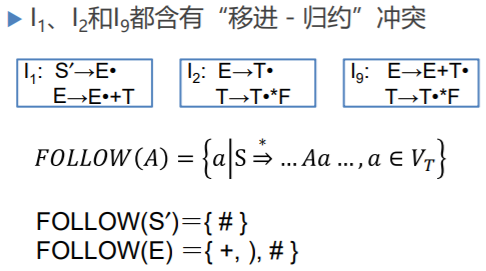 ▶ I₁、I₂和I₉都含有“移进－归约”冲突
I₁: S′→E• I₂: E→T• I₉: E→E+T•
E→E•+T T→T•*F T→T•*F
FOLLOW(A) = {a|S ⇒* … Aa …, a ∈ V_T}
FOLLOW(S′)={ # }
FOLLOW(E) ={ +, ), # }